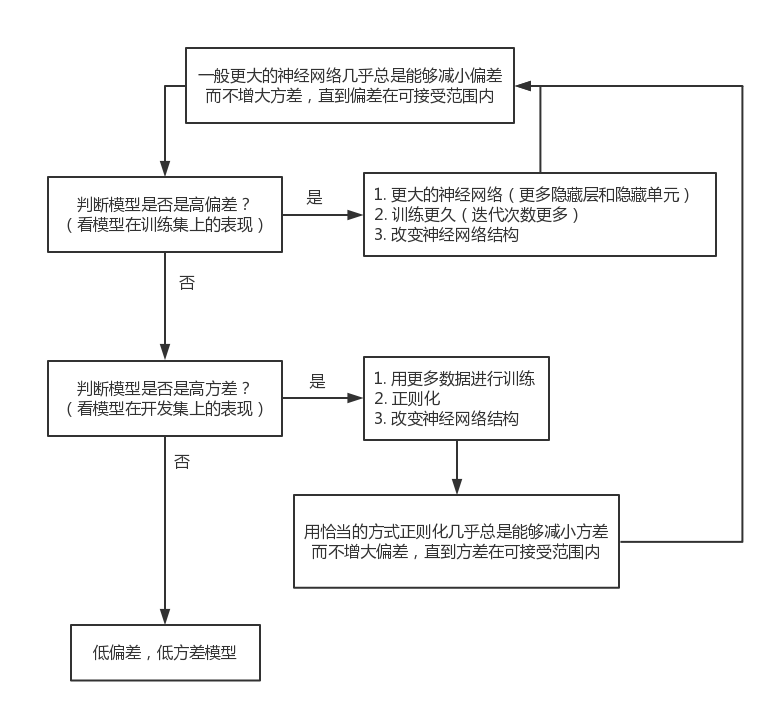 一般更大的神经网络几乎总是能够减小偏差
而不增大方差，直到偏差在可接受范围内
判断模型是否是高偏差？
（看模型在训练集上的表现）
是
1. 更大的神经网络（更多隐藏层和隐藏单元）
2. 训练更久（迭代次数更多）
3. 改变神经网络结构
否
判断模型是否是高方差？
（看模型在开发集上的表现）
是
1. 用更多数据进行训练
2. 正则化
3. 改变神经网络结构
否
用恰当的方式正则化几乎总是能够减小方差
而不增大偏差，直到方差在可接受范围内
低偏差，低方差模型